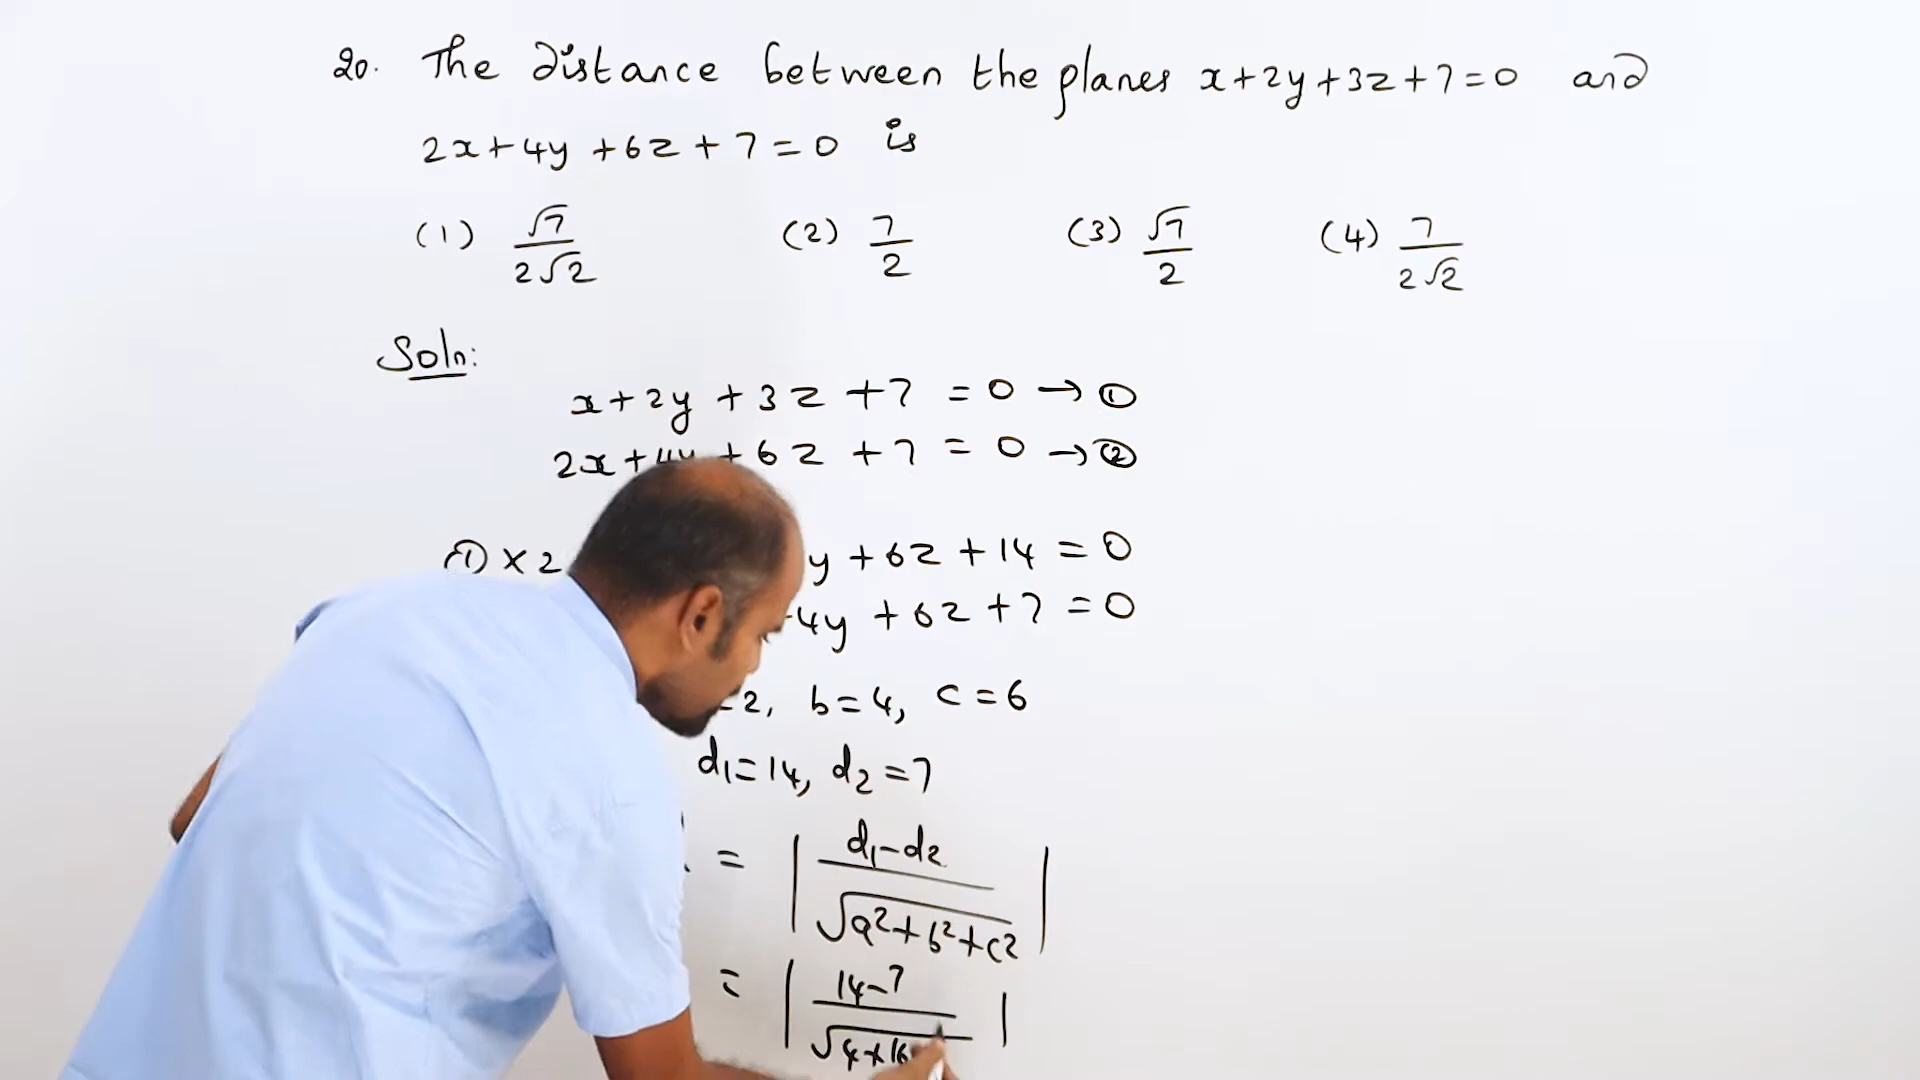 20. The distance between the planes x+2y+3z+7=0 and
2x+4y+6z+7=0 is
(1) √7/2√2 (2) 7/2 (3) √7/2 (4) 7/2√2
Soln:
x+2y+3z+7=0→①
2x+4y+6z+7=0→②
①×2 y+6z+14=0
4y+6z+7=0
=2, b=4, c=6
d₁=14, d₂=7
= |d₁-d₂/√a²+b²+c²|
= |14-7/√4+16|